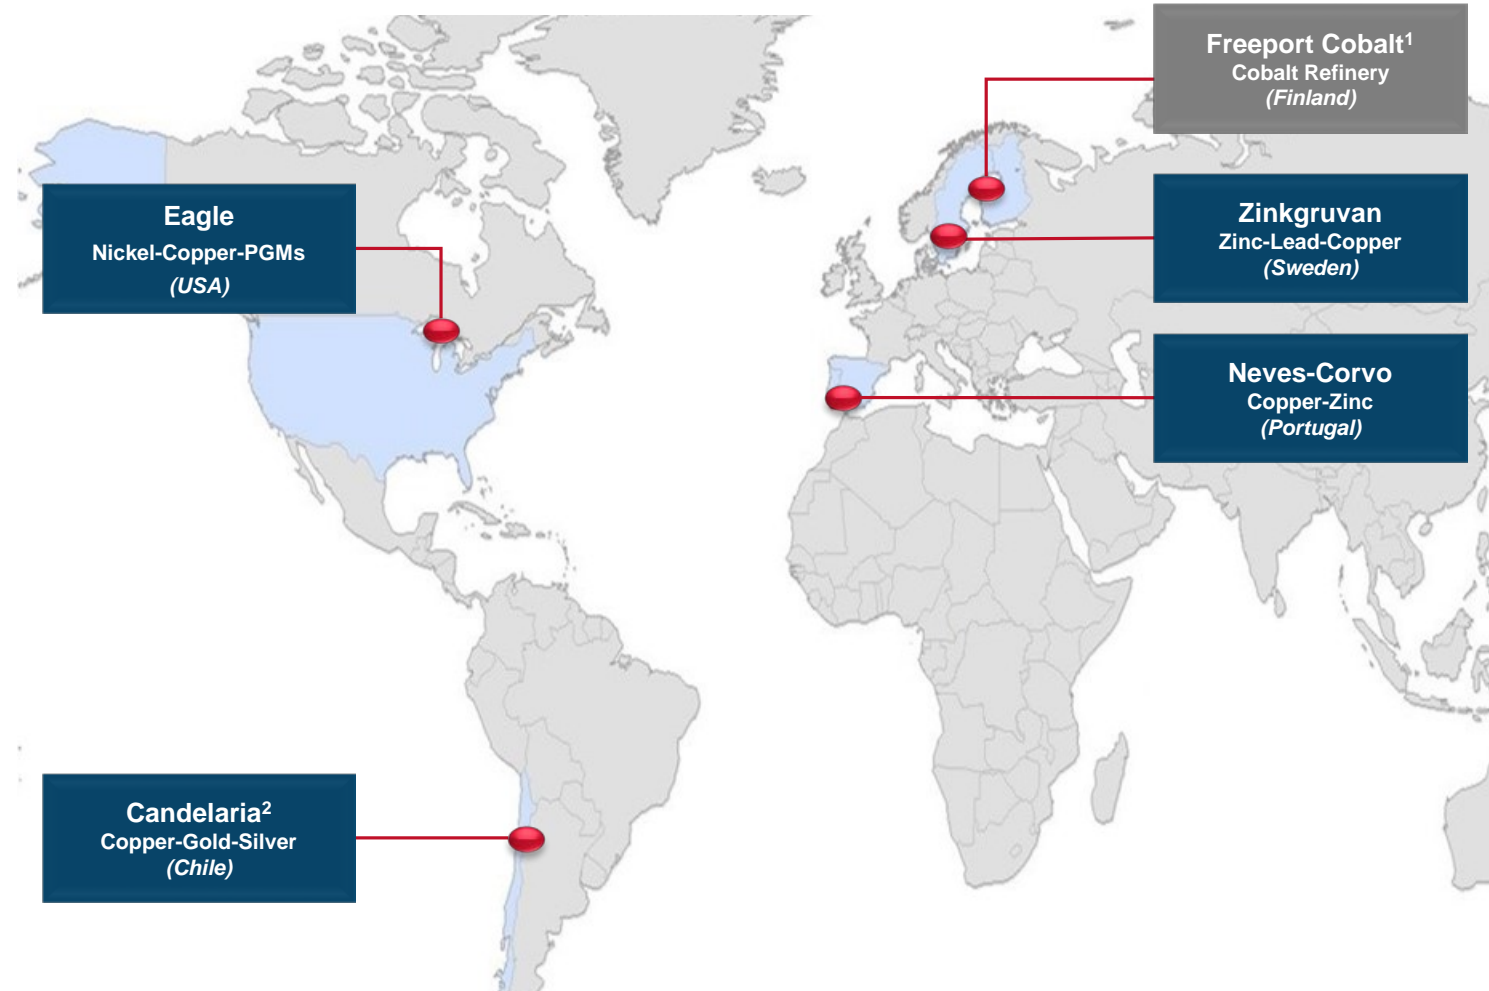 Freeport Cobalt1
Cobalt Refinery
(Finland)
Eagle
Nickel-Copper-PGMs
(USA)
Zinkgruvan
Zinc-Lead-Copper
(Sweden)
Neves-Corvo
Copper-Zinc
(Portugal)
Candelaria2
Copper-Gold-Silver
(Chile)